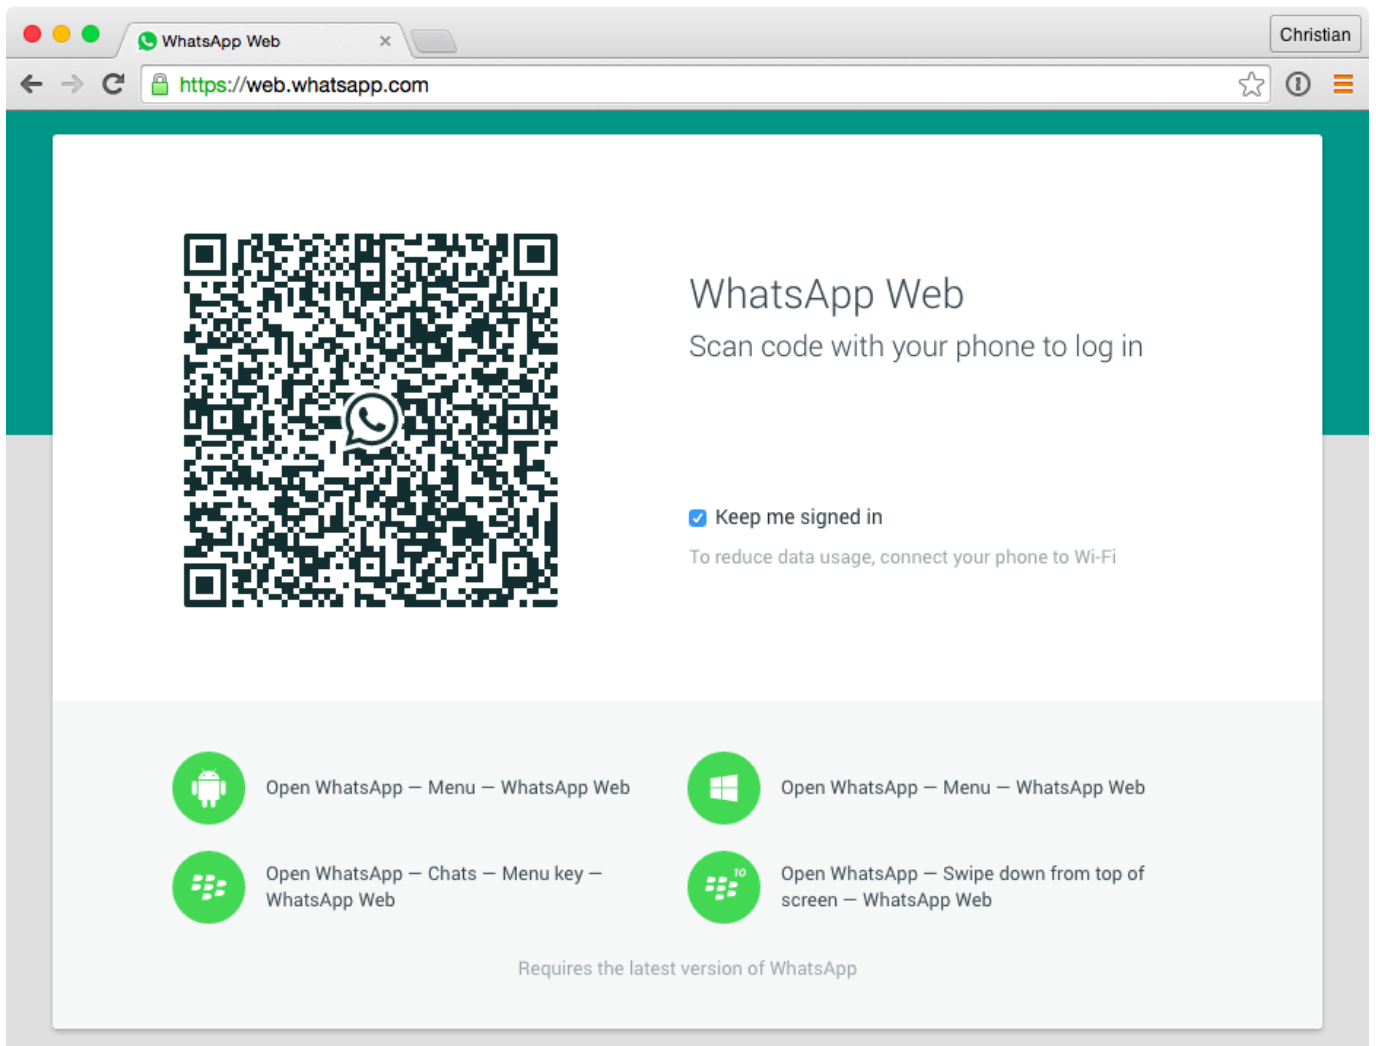 WhatsApp Web
Christian
https://web.whatsapp.com
WhatsApp Web
Scan code with your phone to log in
Keep me signed in
To reduce data usage, connect your phone to Wi-Fi
Open WhatsApp — Menu — WhatsApp Web
Open WhatsApp — Menu — WhatsApp Web
Open WhatsApp — Chats — Menu key —
WhatsApp Web
10
Open WhatsApp — Swipe down from top of
screen — WhatsApp Web
Requires the latest version of WhatsApp